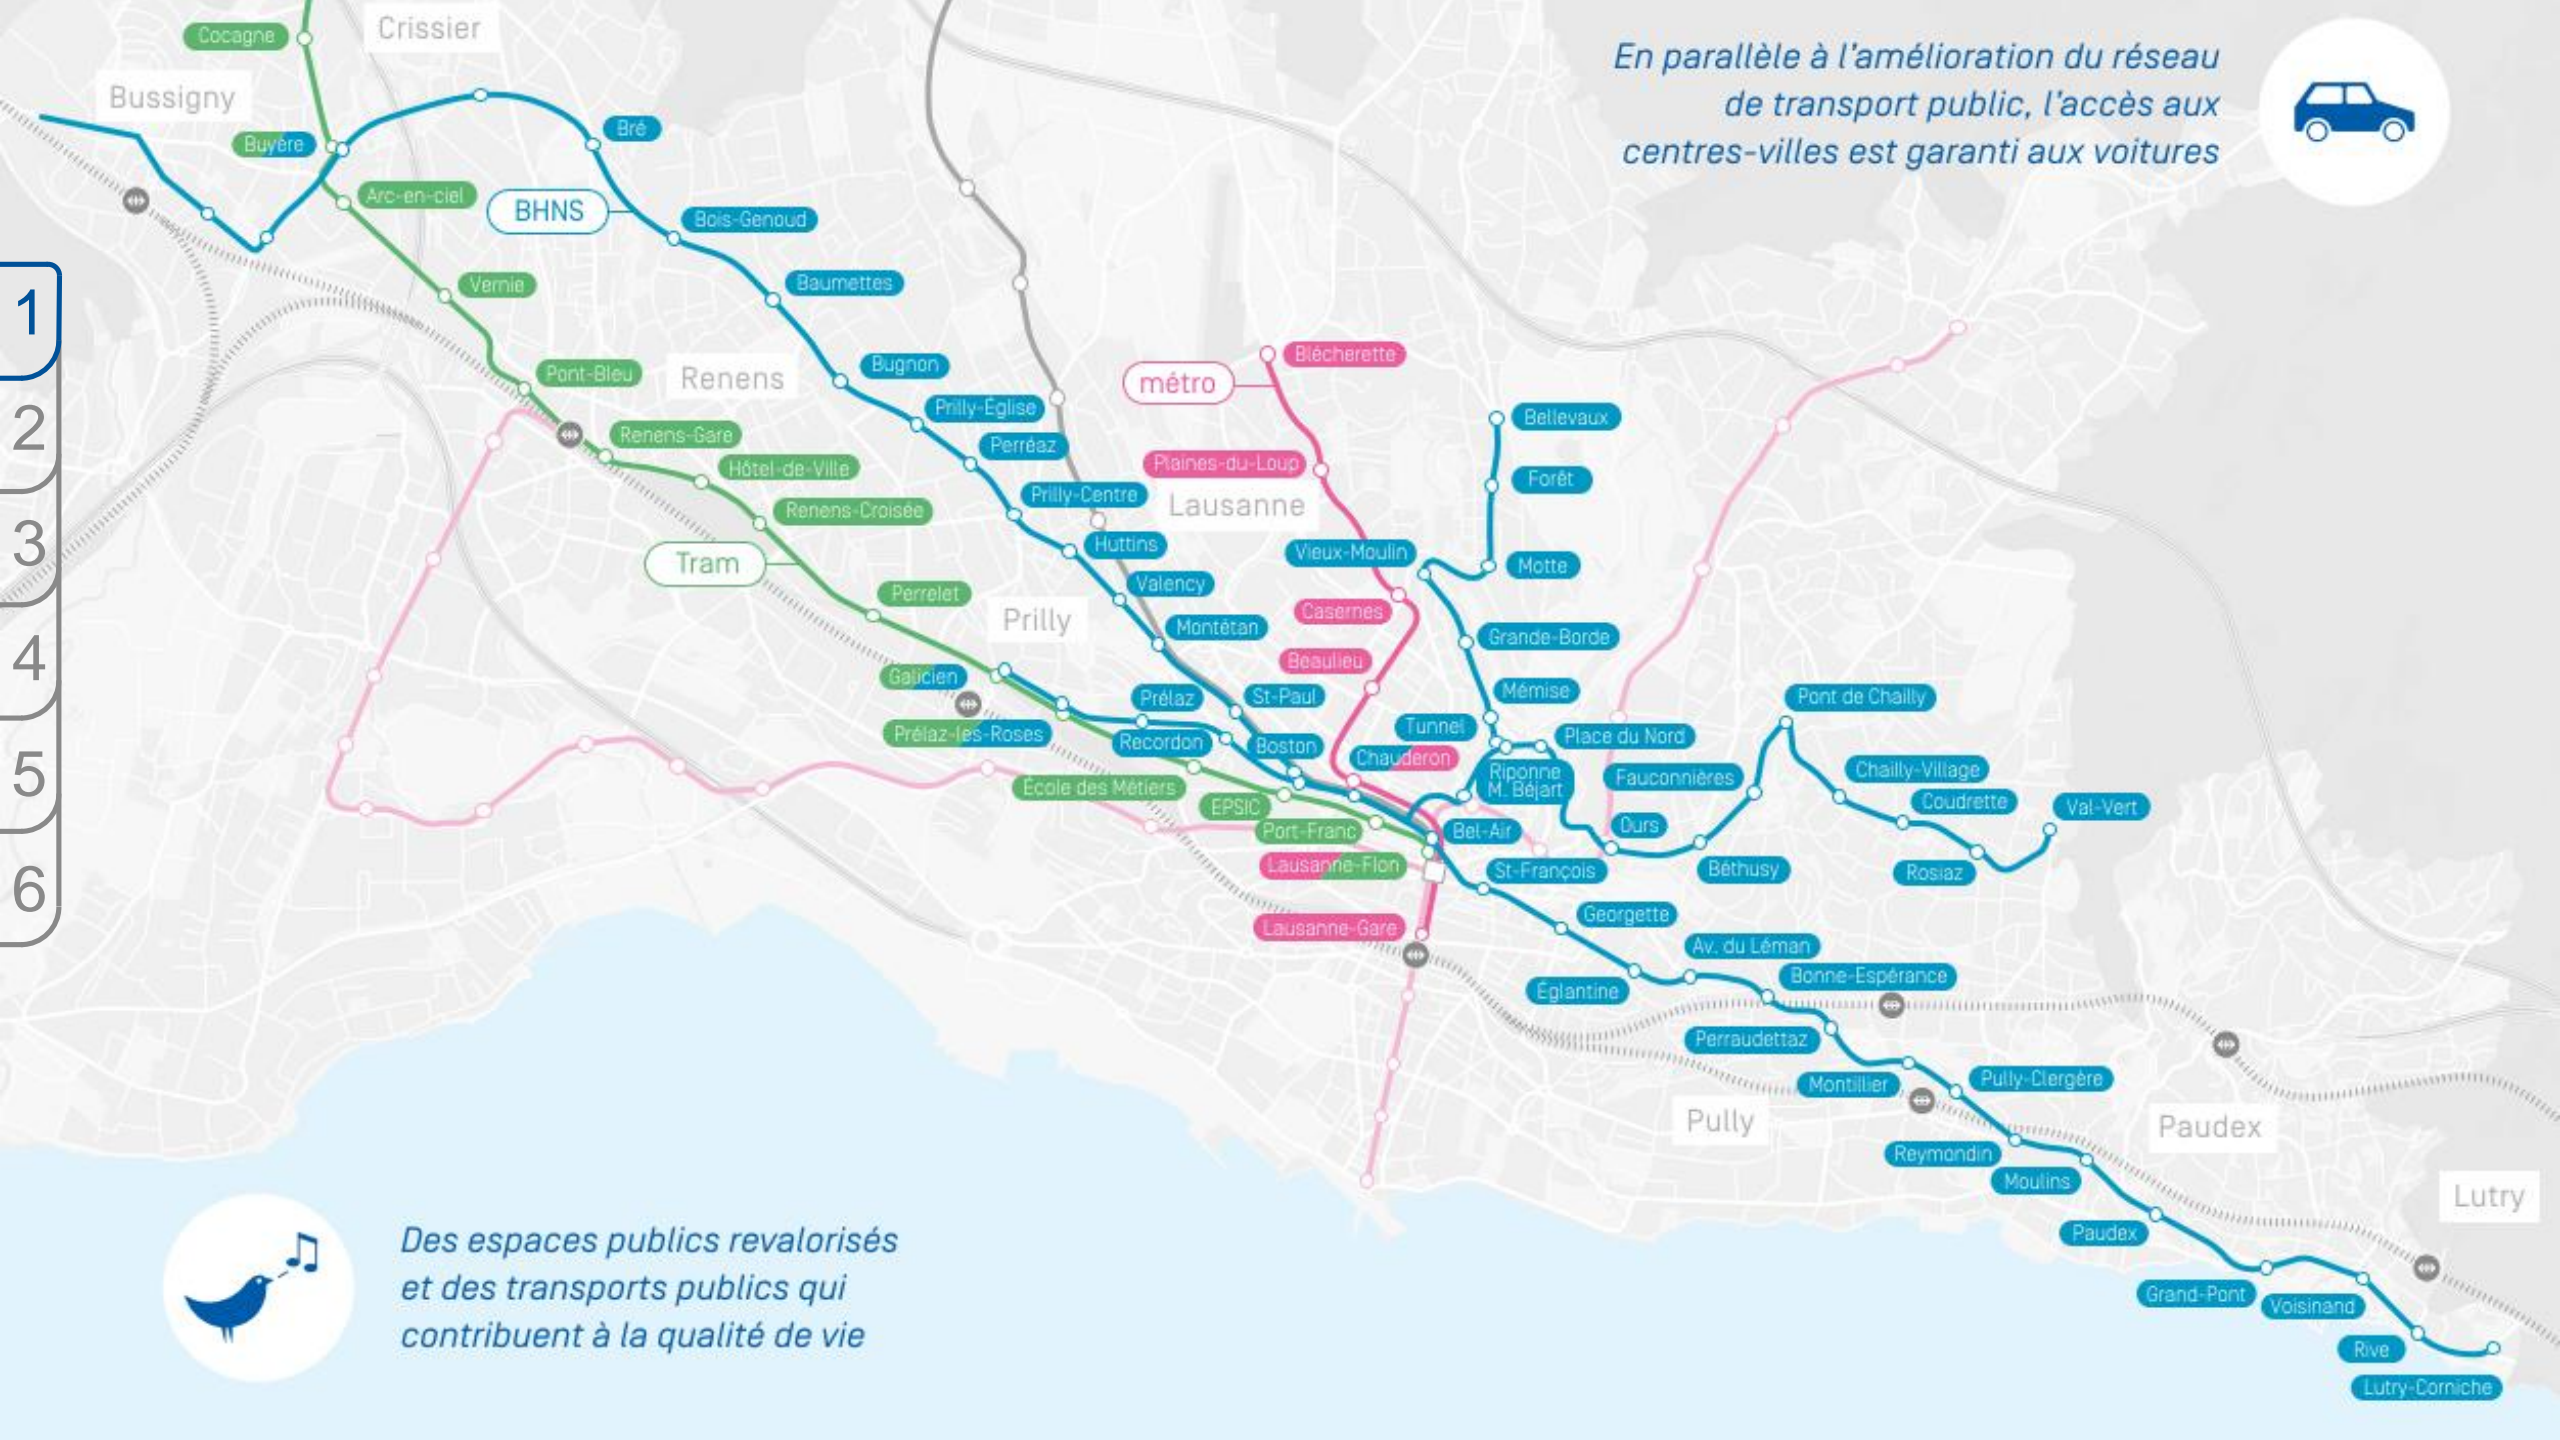 Cocagne
Crissier
En parallèle à l'amélioration du réseau
de transport public, l'accès aux
centres-villes est garanti aux voitures
Bussigny
Buyère
Bré
Arc-en-ciel
BHNS
Bois-Genoud
Vernie
Baumettes
1
Pont-Bleu
Renens
Bugnon
métro
Blécherette
2
Renens-Gare
Prilly-Église
Bellevaux
Hôtel-de-Ville
Perréaz
Plaines-du-Loup
Forêt
Renens-Croisée
Prilly-Centre
Lausanne
3
Tram
Huttins
Vieux-Moulin
Motte
Perrelet
Valency
Casernes
Prilly
Montétan
Grande-Borde
4
Galicien
Beaulieu
Prélaz
St-Paul
Mémise
Pont de Chailly
Prélaz-les-Roses
Recordon
Boston
Tunnel
Place du Nord
Chauderon
5
École des Métiers
Riponne
M. Béjart
Fauconnières
Chailly-Village
EPSIC
Coudrette
Val-Vert
Port-Franc
Bel-Air
Ours
6
Lausanne-Flon
St-François
Béthusy
Rosiaz
Lausanne-Gare
Georgette
Av. du Léman
Églantine
Bonne-Espérance
Perraudettaz
Montillier
Pully-Clergère
Pully
Paudex
Reymondin
Moulins
Lutry
Paudex
Des espaces publics revalorisés
et des transports publics qui
contribuent à la qualité de vie
Grand-Pont
Voisinand
Rive
Lutry-Corniche